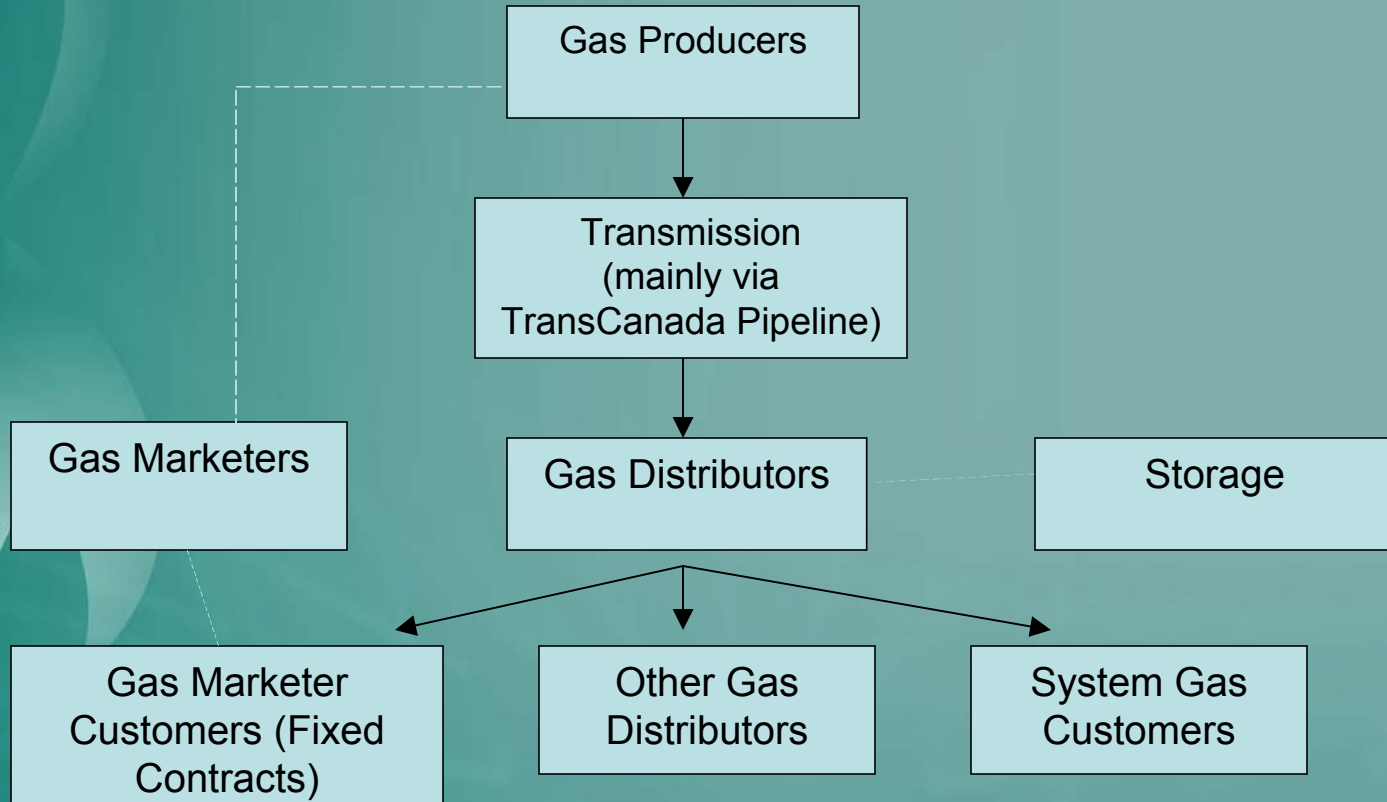 Gas Producers
Transmission
(mainly via
TransCanada Pipeline)
Gas Marketers
Gas Distributors
Storage
Gas Marketer
Customers (Fixed
Contracts)
Other Gas
Distributors
System Gas
Customers